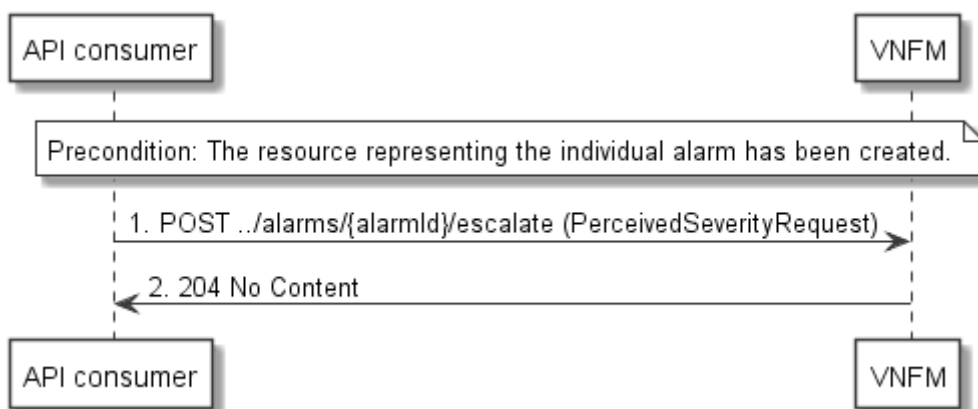 API consumer
VNFM
Precondition: The resource representing the individual alarm has been created.
1. POST ../alarms/{alarmId}/escalate (PerceivedSeverityRequest)
2. 204 No Content
API consumer
VNFM